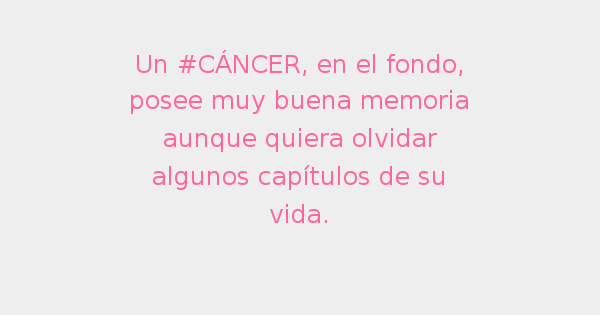 Un #CÁNCER, en el fondo,
posee muy buena memoria
aunque quiera olvidar
algunos capítulos de su
vida.